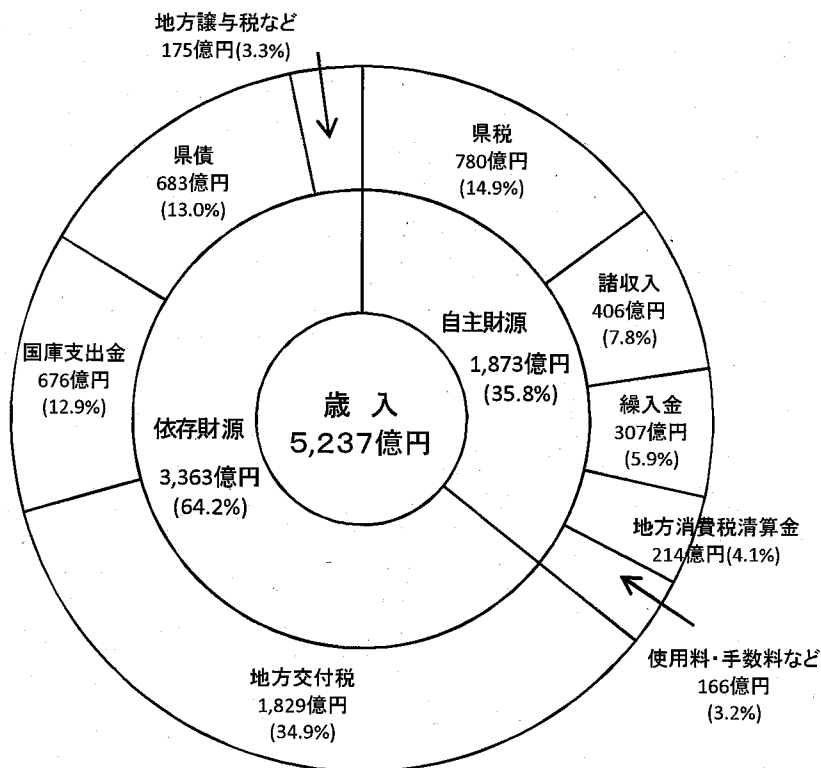 地方譲与税など
175億円(3.3%)
県税
780億円
(14.9%)
県債
683億円
(13.0%)
諸収入
406億円
(7.8%)
自主財源
1,873億円
(35.8%)
国庫支出金
676億円
(12.9%)
歳 入
5,237億円
繰入金
307億円
(5.9%)
依存財源
3,363億円
(64.2%)
地方消費税清算金
214億円(4.1%)
使用料・手数料など
166億円
(3.2%)
地方交付税
1,829億円
(34.9%)